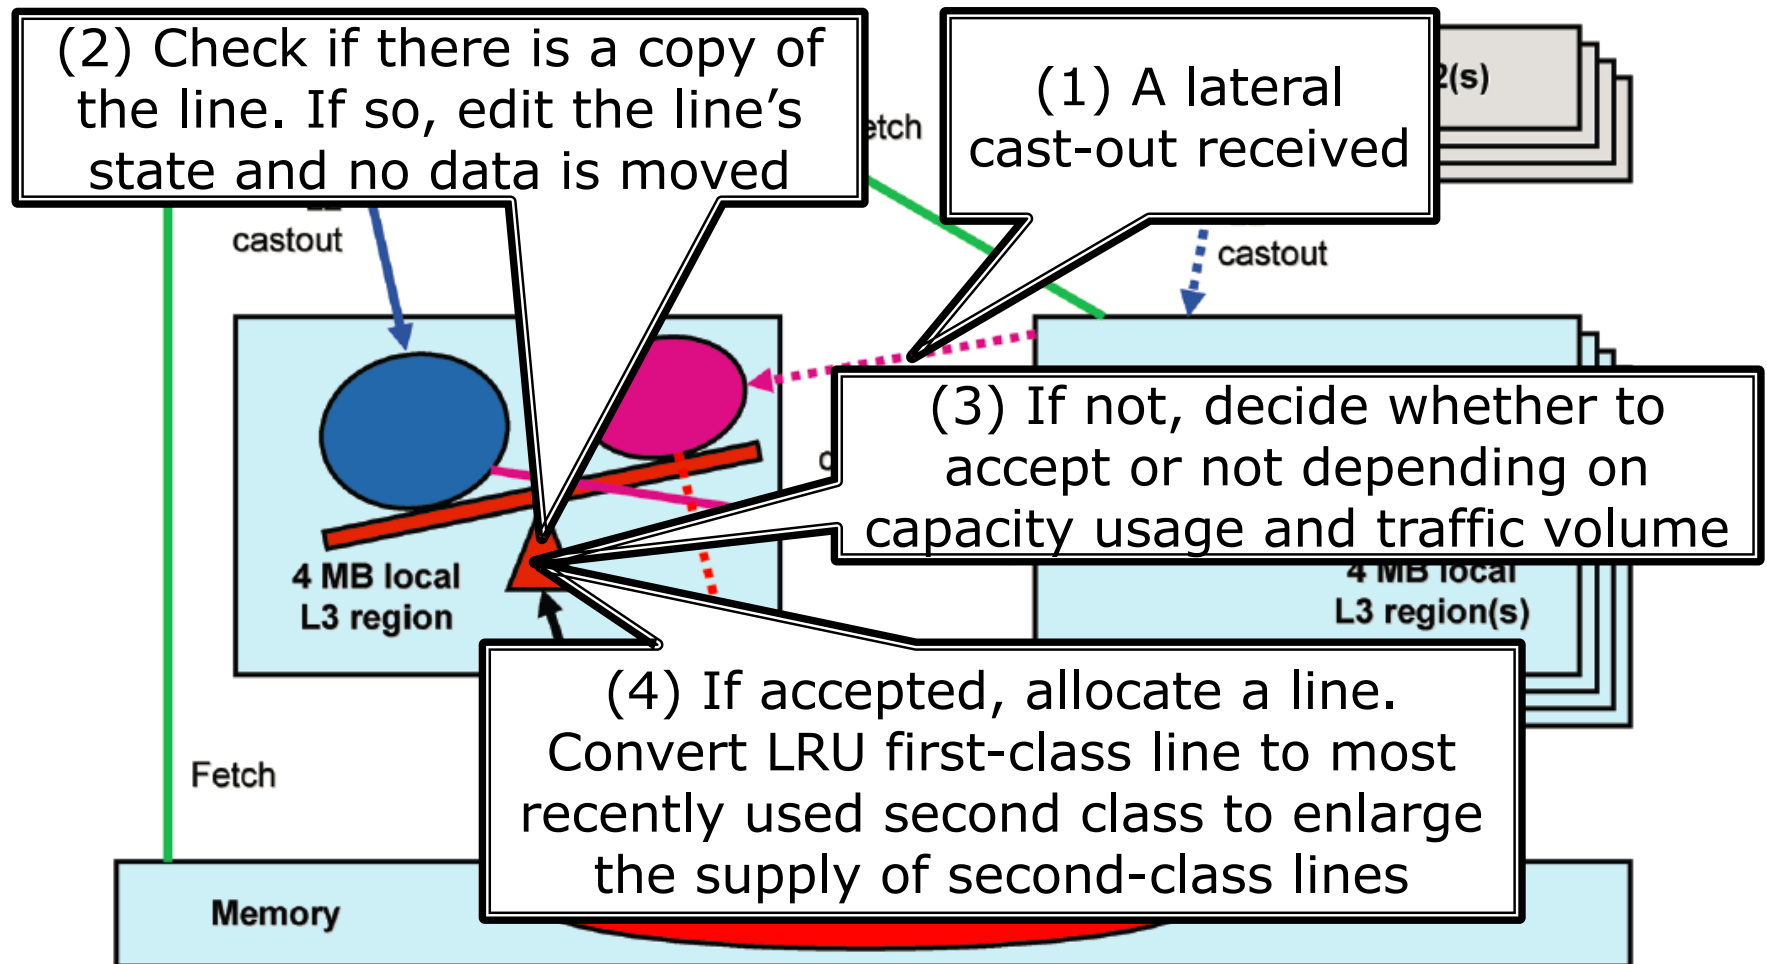 (2) Check if there is a copy of
the line. If so, edit the line's
state and no data is moved
(1) A lateral
cast-out received
castout
castout
(3) If not, decide whether to
accept or not depending on
capacity usage and traffic volume
4 MB local
L3 region
4 MB local
L3 region(s)
(4) If accepted, allocate a line.
Convert LRU first-class line to most
recently used second class to enlarge
the supply of second-class lines
Fetch
Memory